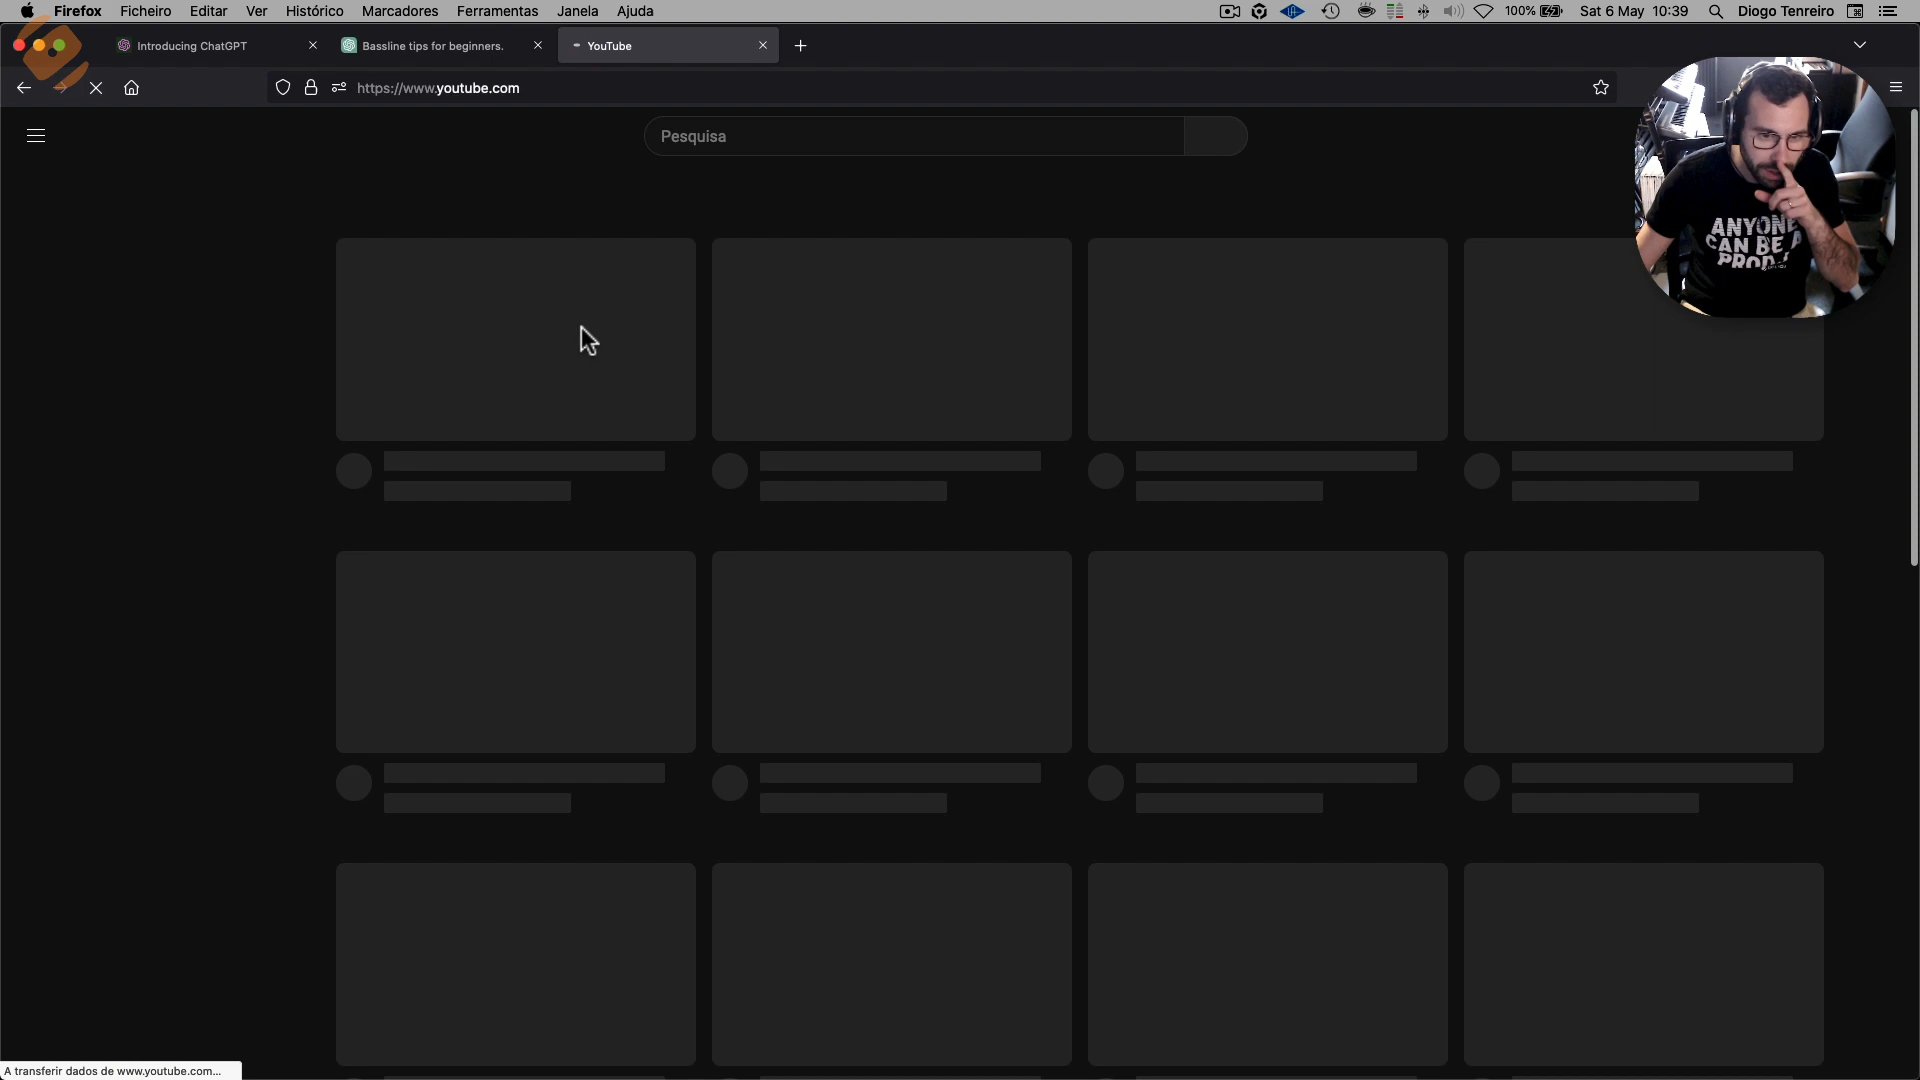 Firefox Ficheiro Editar Ver Histórico Marcadores Ferramentas Janela Ajuda 100% Sat 6 May 10:39 Diogo Tenreiro
Introducing ChatGPT Bassline tips for beginners. YouTube
https://www.youtube.com
Pesquisa
ANYONE
CAN BE A
A transferir dados de www.youtube.com...